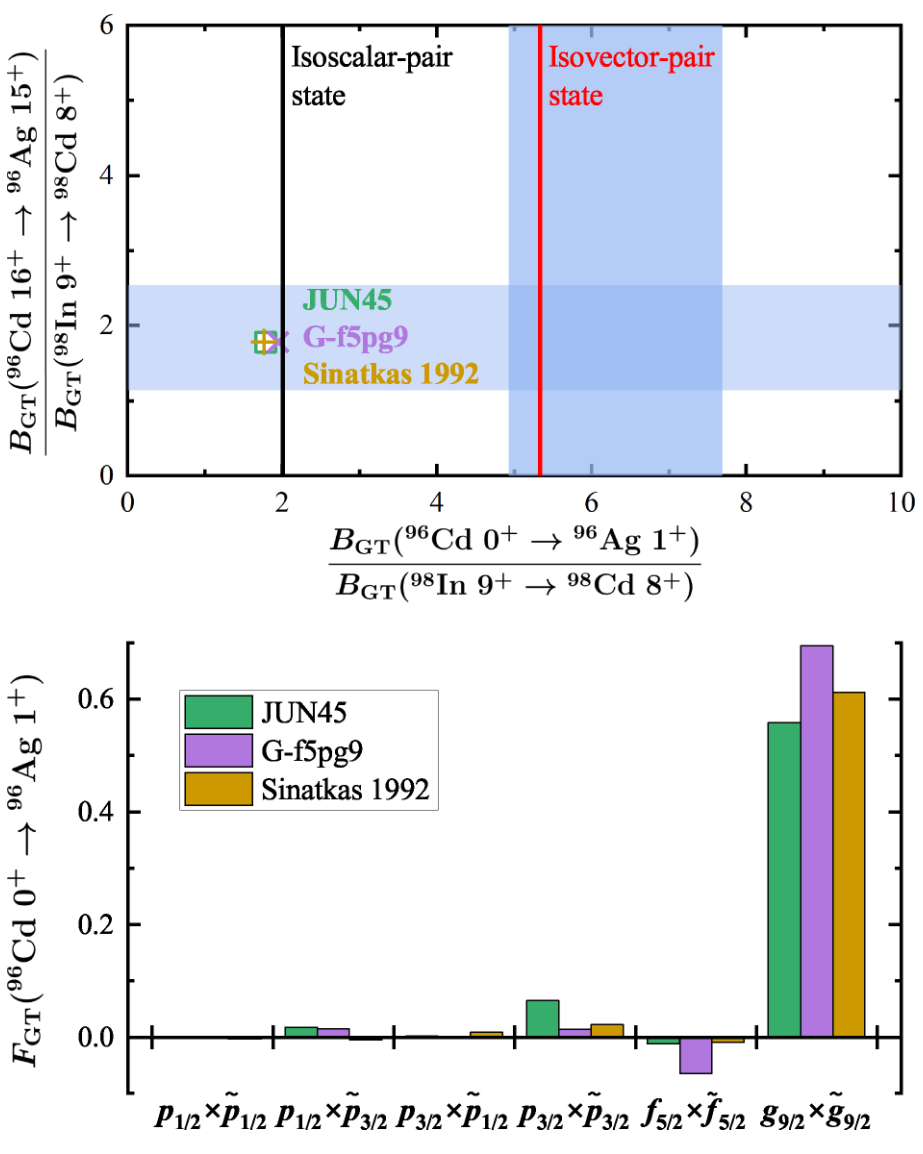 6
4
2
0
Isoscalar-pair
state
Isovector-pair
state
JUN45
G-f5pg9
Sinatkas 1992
B_GT(⁹⁶Cd 16⁺ → ⁹⁶Ag 15⁺)
B_GT(⁹⁸In 9⁺ → ⁹⁸Cd 8⁺)
0 2 4 6 8 10
B_GT(⁹⁶Cd 0⁺ → ⁹⁶Ag 1⁺)
B_GT(⁹⁸In 9⁺ → ⁹⁸Cd 8⁺)
F_GT(⁹⁶Cd 0⁺ → ⁹⁶Ag 1⁺)
0.6
0.4
0.2
0.0
JUN45
G-f5pg9
Sinatkas 1992
p₁/₂×p̃₁/₂ p₁/₂×p̃₃/₂ p₃/₂×p̃₁/₂ p₃/₂×p̃₃/₂ f₅/₂×f̃₅/₂ g₉/₂×g̃₉/₂